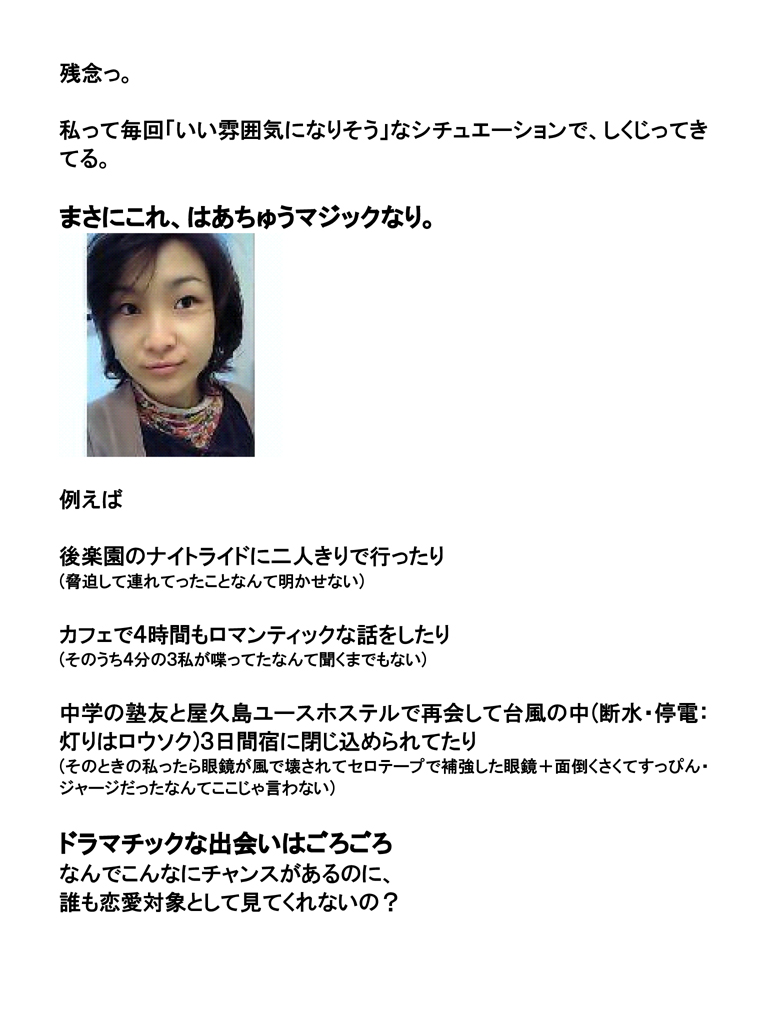 残念っ。
私って毎回「いい雰囲気になりそう」なシチュエーションで、しくじってき
てる。
まさにこれ、はあちゅうマジックなり。
例えば
後楽園のナイトライドに二人きりで行ったり
(脅迫して連れてったことなんて明かせない)
カフェで4時間もロマンティックな話をしたり
(そのうち4分の3私が喋ってたなんて聞くまでもない)
中学の塾友と屋久島ユースホステルで再会して台風の中(断水・停電:
灯りはロウソク)3日間宿に閉じ込められてたり
(そのときの私ったら眼鏡が風で壊されてセロテープで補強した眼鏡+面倒くさくてすっぴん・
ジャージだったなんてここじゃ言わない)
ドラマチックな出会いはごろごろ
なんでこんなにチャンスがあるのに、
誰も恋愛対象として見てくれないの?